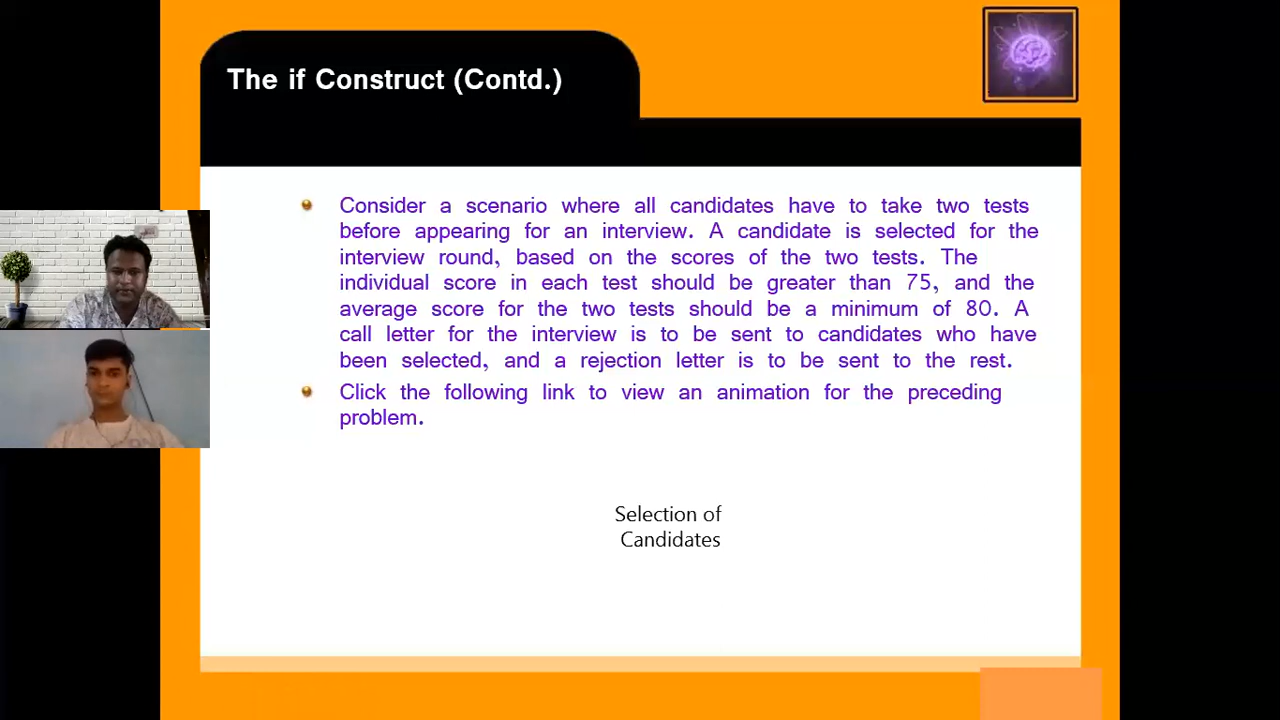 The if Construct (Contd.)
Consider a scenario where all candidates have to take two tests
before appearing for an interview. A candidate is selected for the
interview round, based on the scores of the two tests. The
individual score in each test should be greater than 75, and the
average score for the two tests should be a minimum of 80. A
call letter for the interview is to be sent to candidates who have
been selected, and a rejection letter is to be sent to the rest.
Click the following link to view an animation for the preceding
problem.
Selection of
Candidates